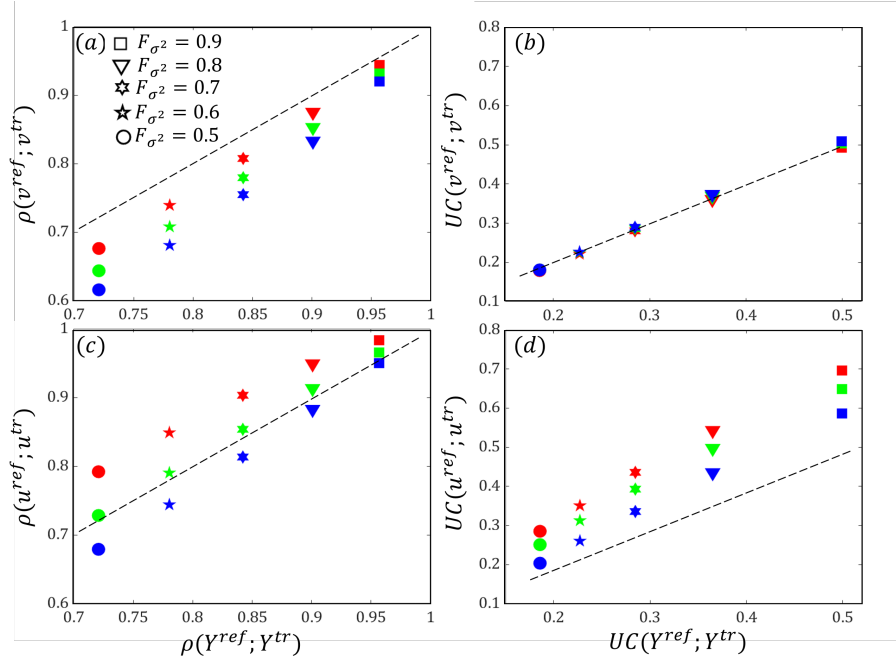 (a)
F_{σ²} = 0.9
F_{σ²} = 0.8
F_{σ²} = 0.7
F_{σ²} = 0.6
F_{σ²} = 0.5
ρ(v^{ref}; v^{tr})
1
0.9
0.8
0.7
0.6
0.7 0.75 0.8 0.85 0.9 0.95 1
(b)
UC(v^{ref}; v^{tr})
0.8
0.7
0.6
0.5
0.4
0.3
0.2
0.1
0.2 0.3 0.4 0.5
(c)
ρ(u^{ref}; u^{tr})
1
0.9
0.8
0.7
0.6
0.7 0.75 0.8 0.85 0.9 0.95 1
ρ(Y^{ref}; Y^{tr})
(d)
UC(u^{ref}; u^{tr})
0.8
0.7
0.6
0.5
0.4
0.3
0.2
0.1
0.2 0.3 0.4 0.5
UC(Y^{ref}; Y^{tr})